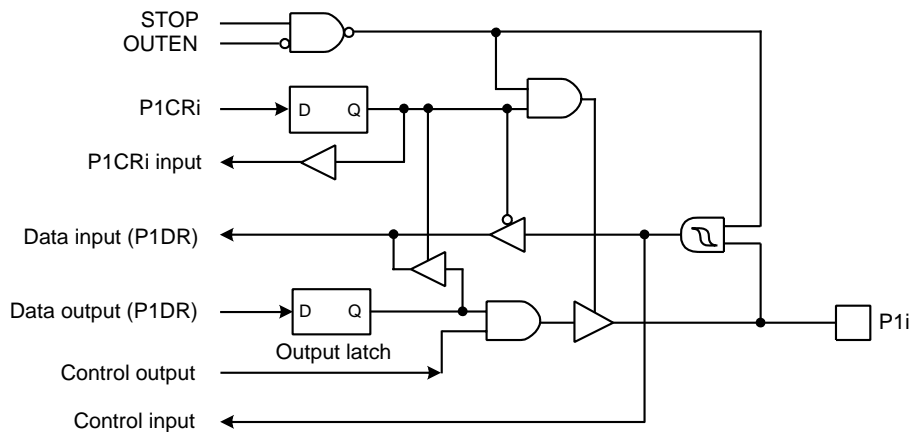 STOP
OUTEN
P1CRi
D Q
P1CRi input
Data input (P1DR)
Data output (P1DR)
D Q
P1i
Output latch
Control output
Control input